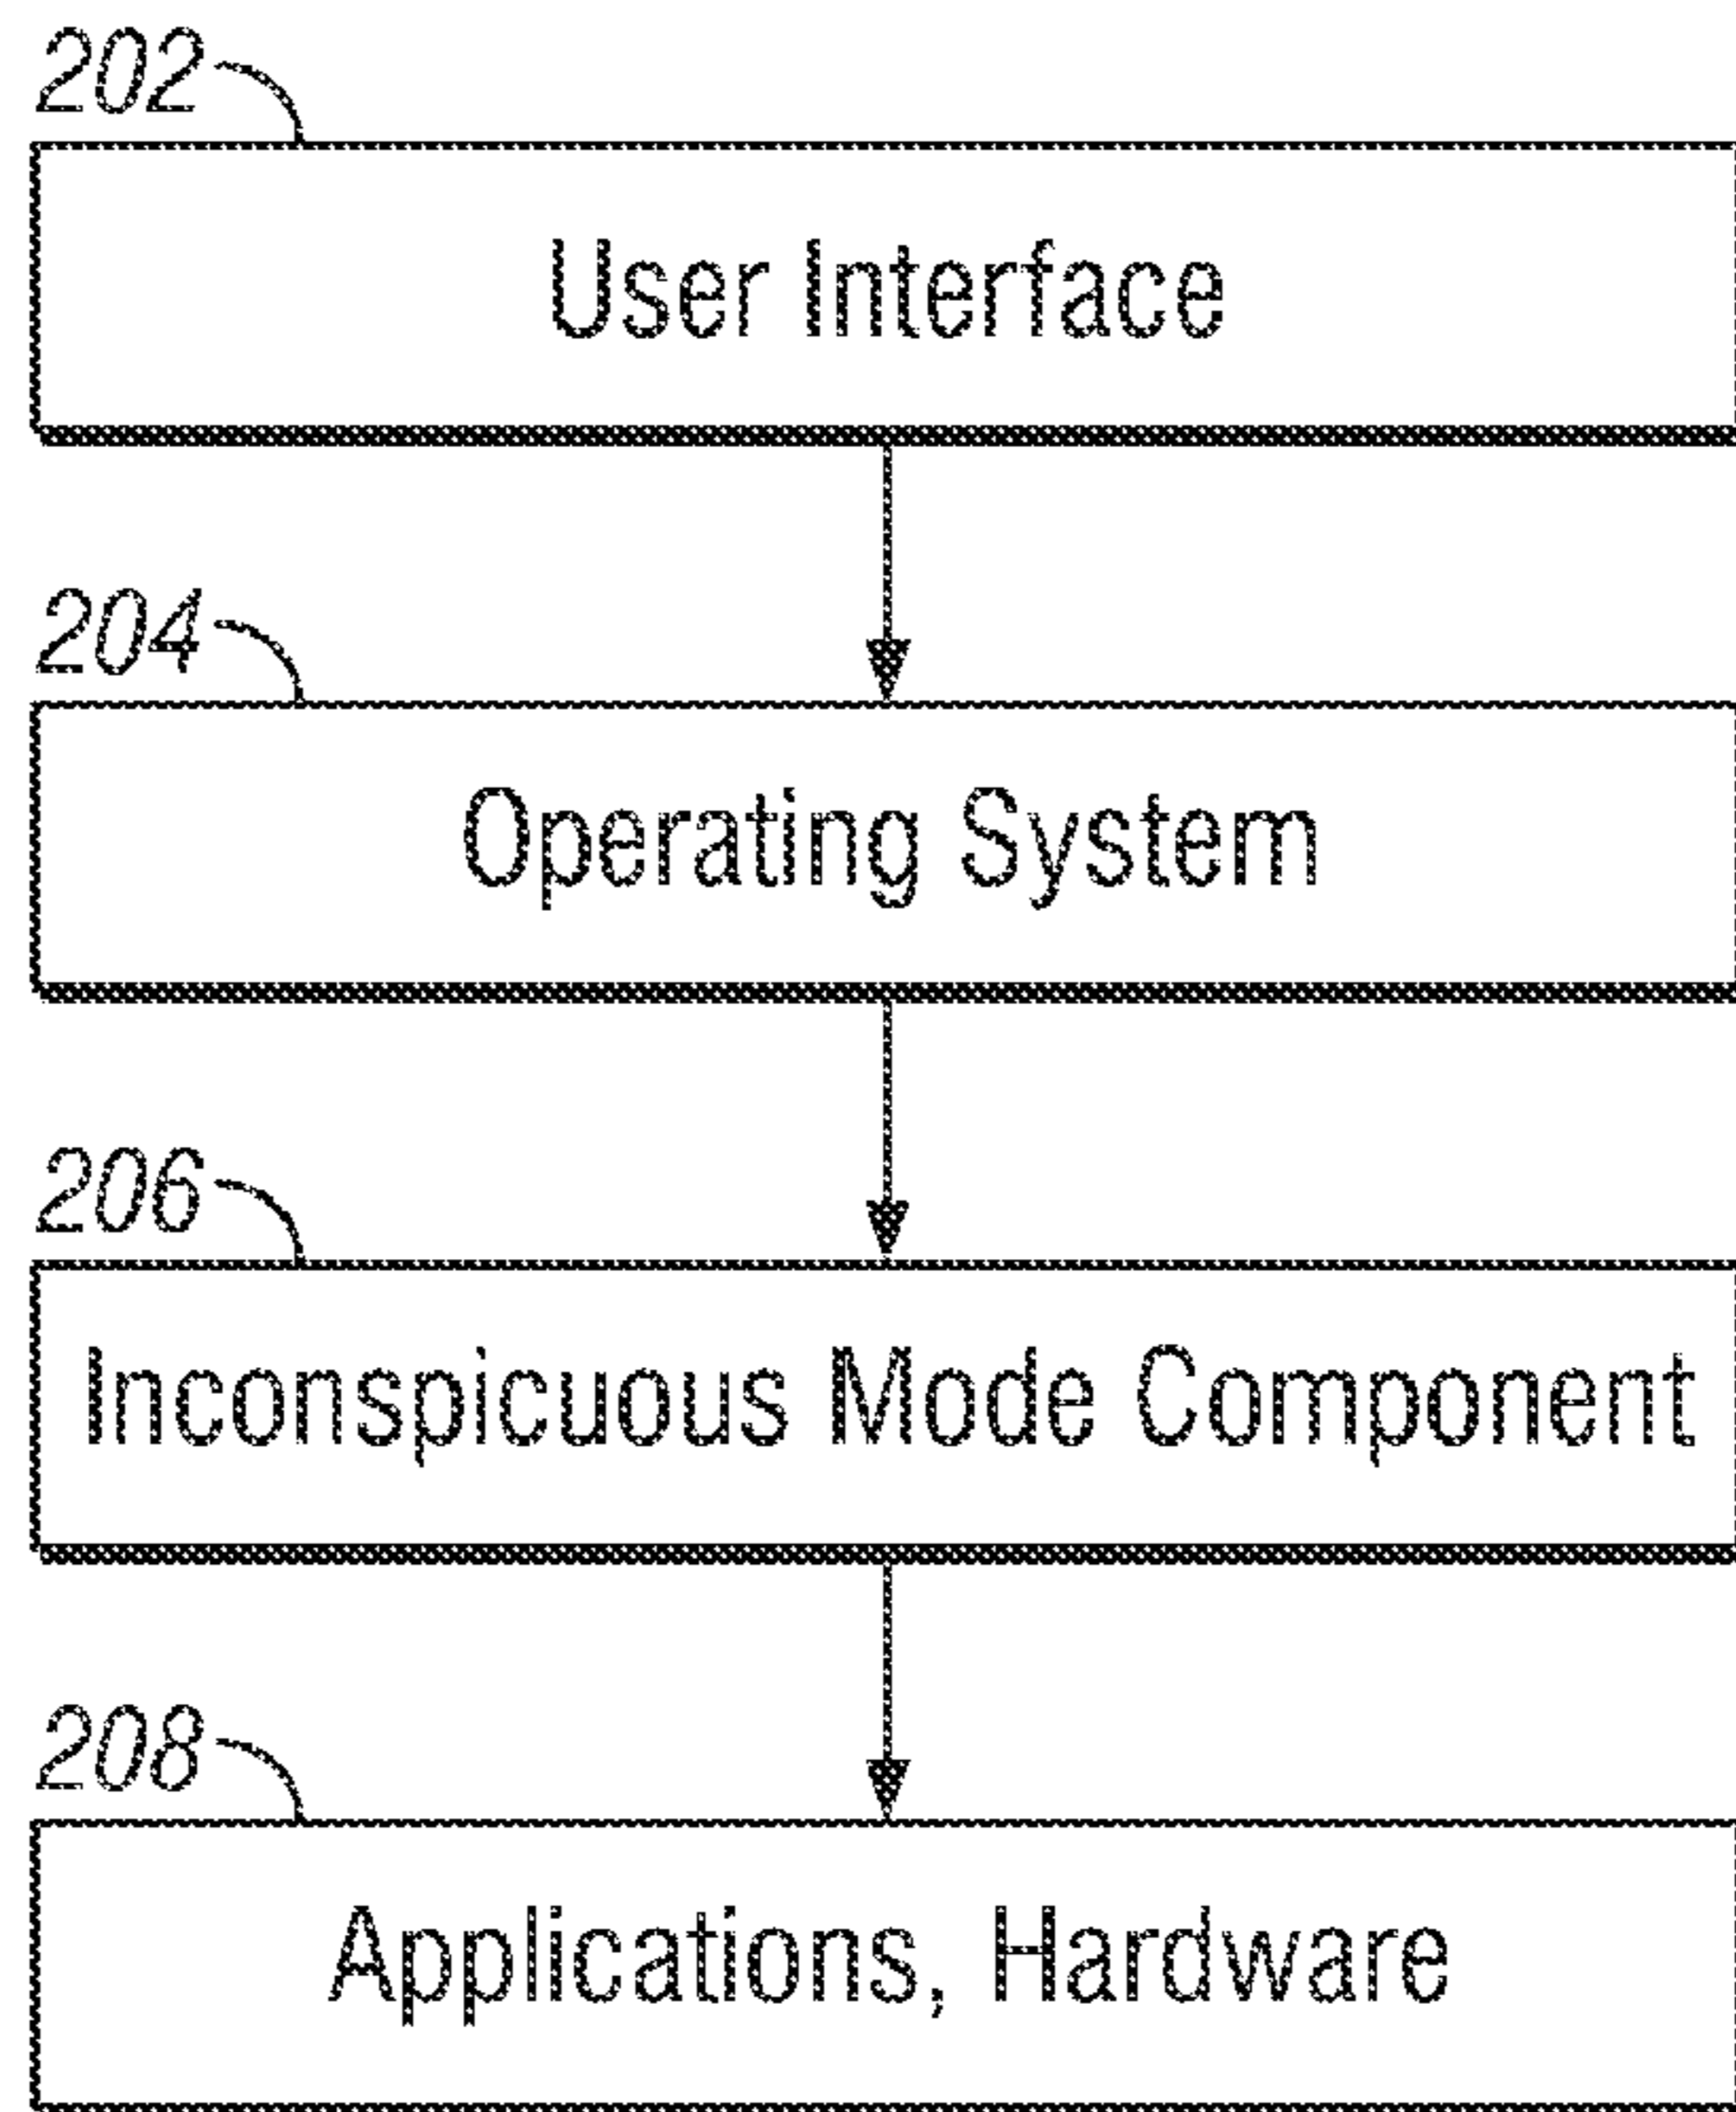 202
User Interface
204
Operating System
206
Inconspicuous Mode Component
208
Applications, Hardware